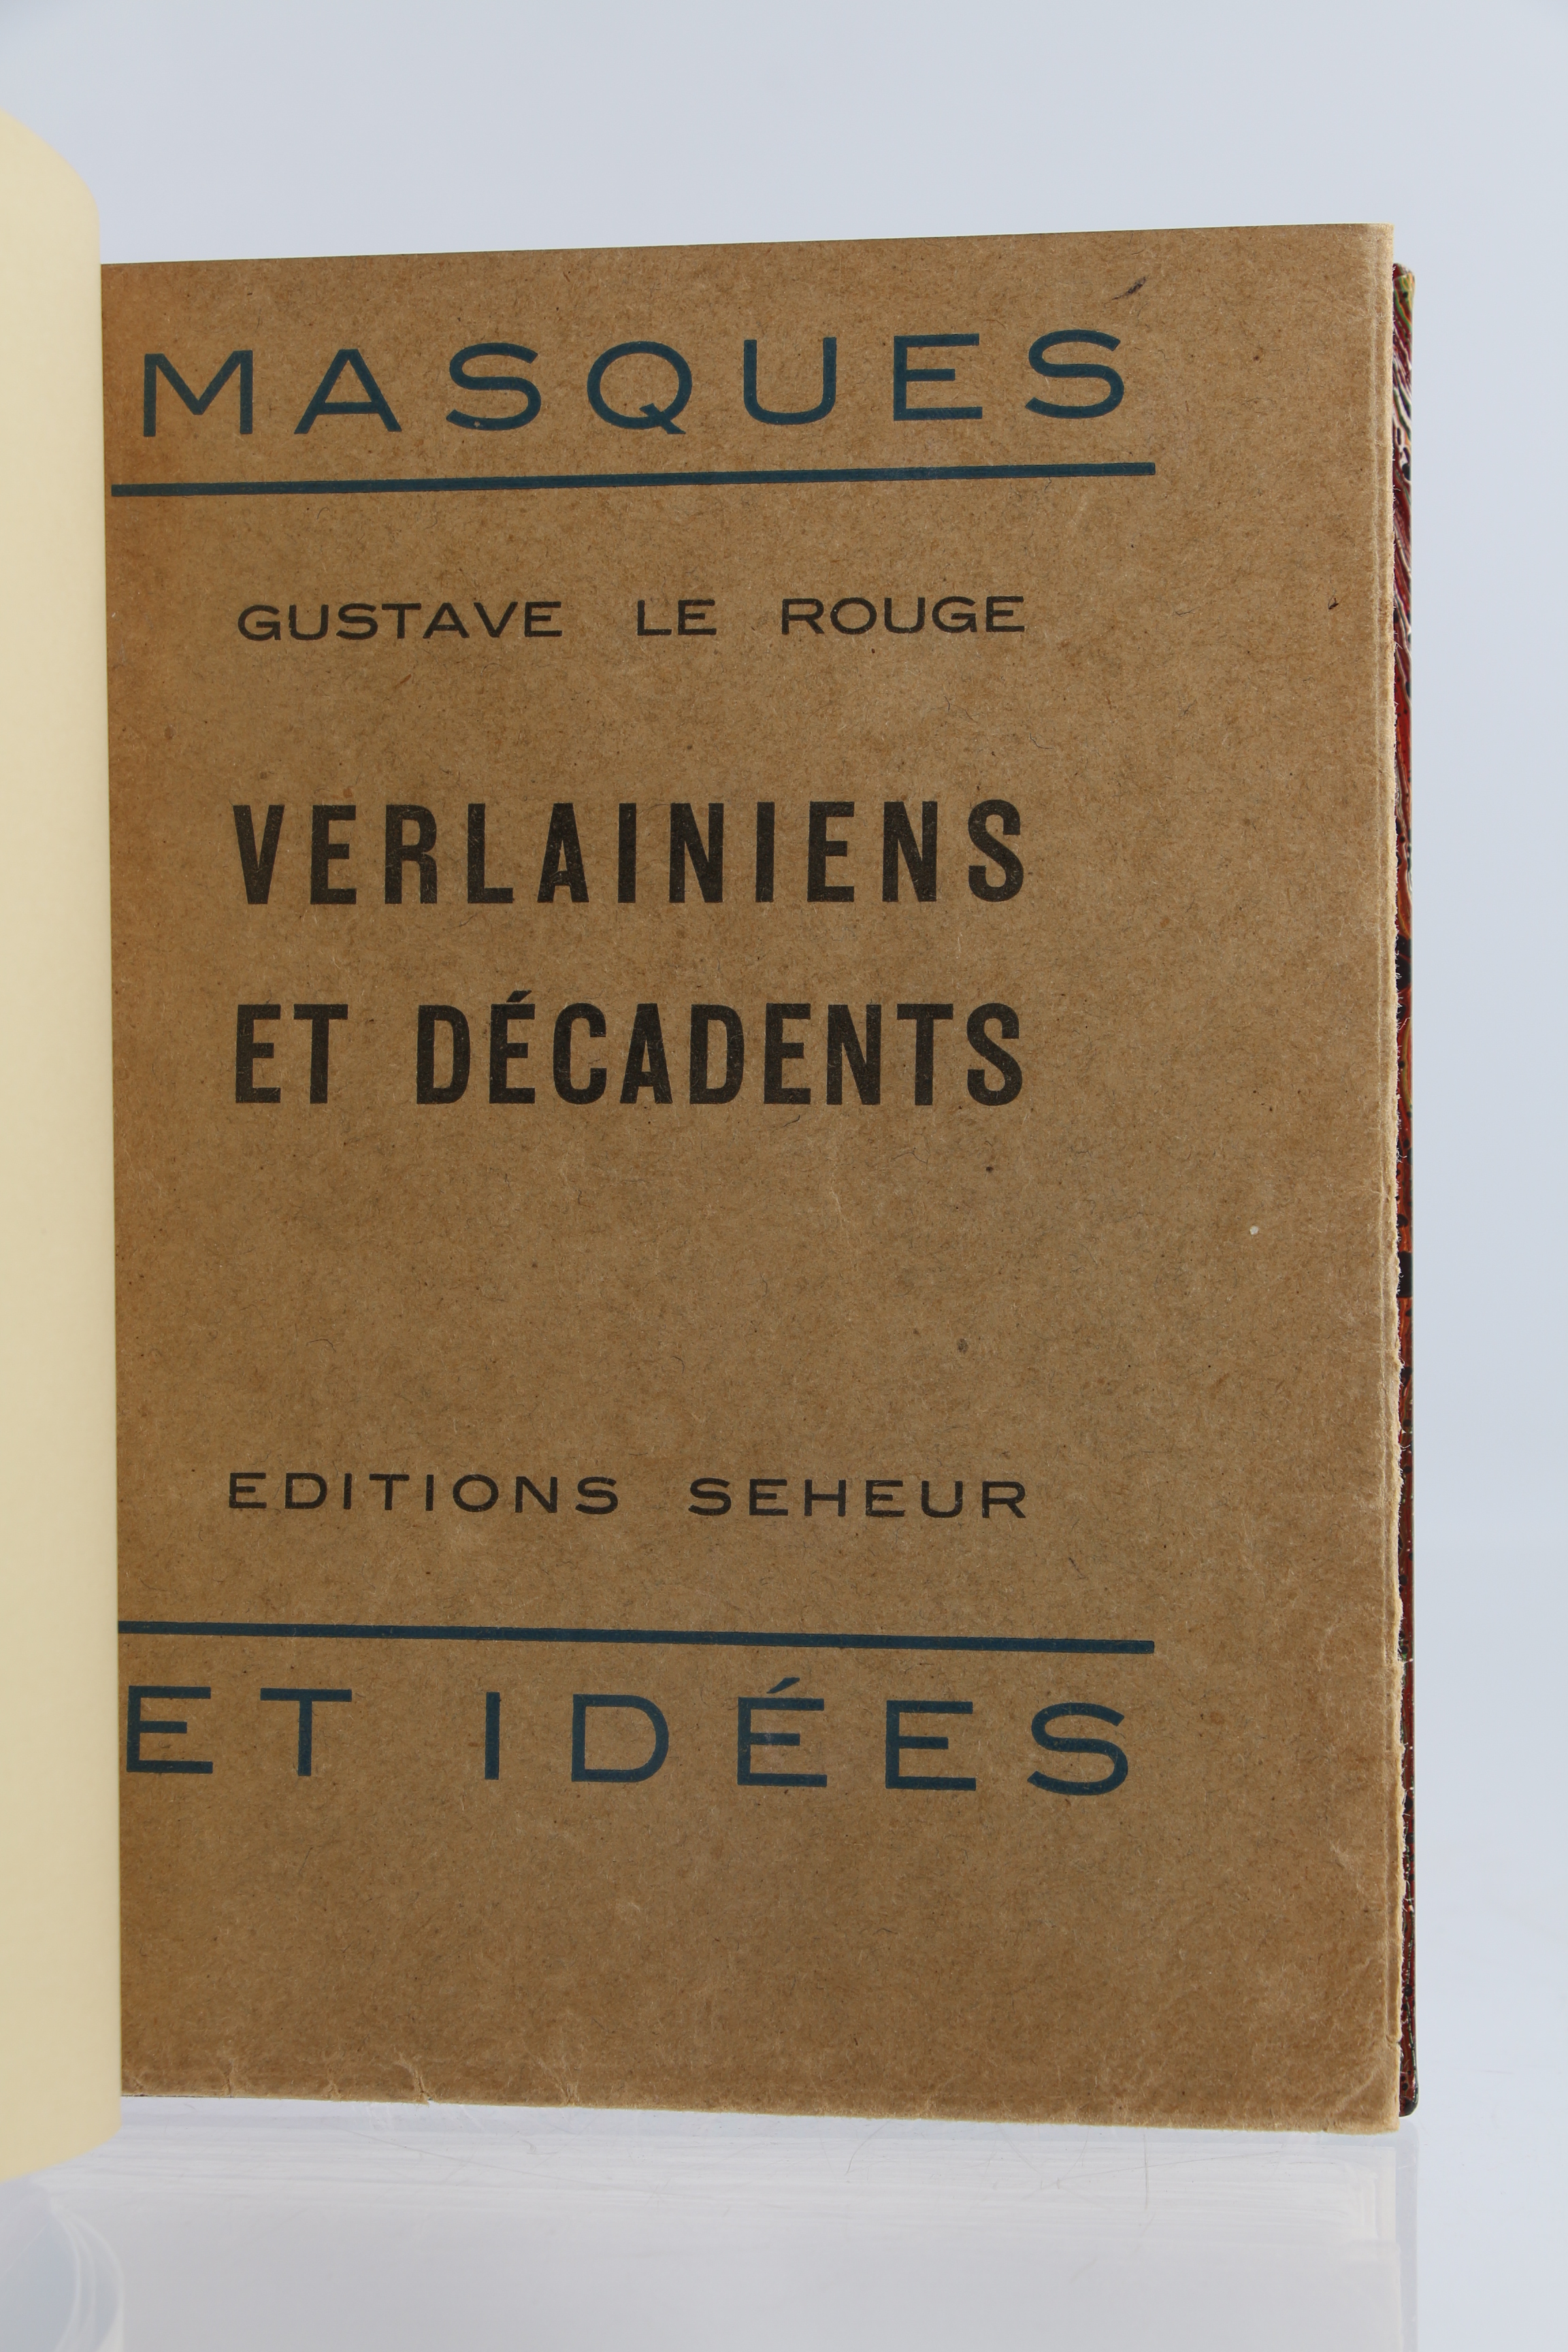 MASQUES
GUSTAVE LE ROUGE
VERLAINIENS
ET DÉCADENTS
EDITIONS SEHEUR
ET IDÉES